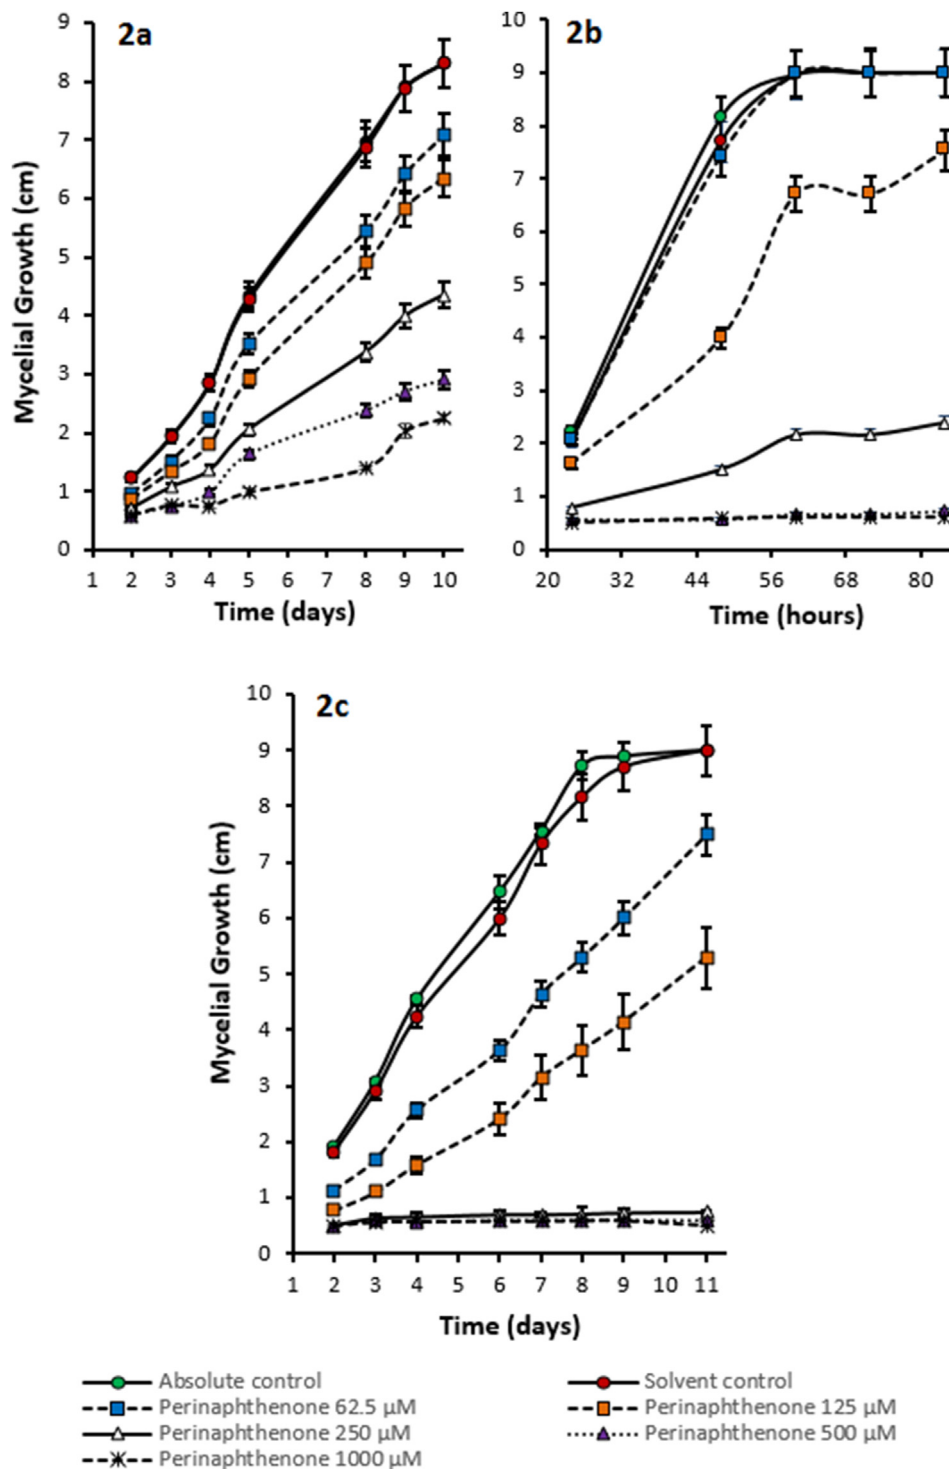 2a
Mycelial Growth (cm)
9
8
7
6
5
4
3
2
1
0
1 2 3 4 5 6 7 8 9 10
Time (days)
2b
10
9
8
7
6
5
4
3
2
1
0
20 32 44 56 68 80
Time (hours)
2c
Mycelial Growth (cm)
10
9
8
7
6
5
4
3
2
1
0
1 2 3 4 5 6 7 8 9 10 11
Time (days)
Absolute control Solvent control
Perinaphthenone 62.5 μM Perinaphthenone 125 μM
Perinaphthenone 250 μM Perinaphthenone 500 μM
Perinaphthenone 1000 μM